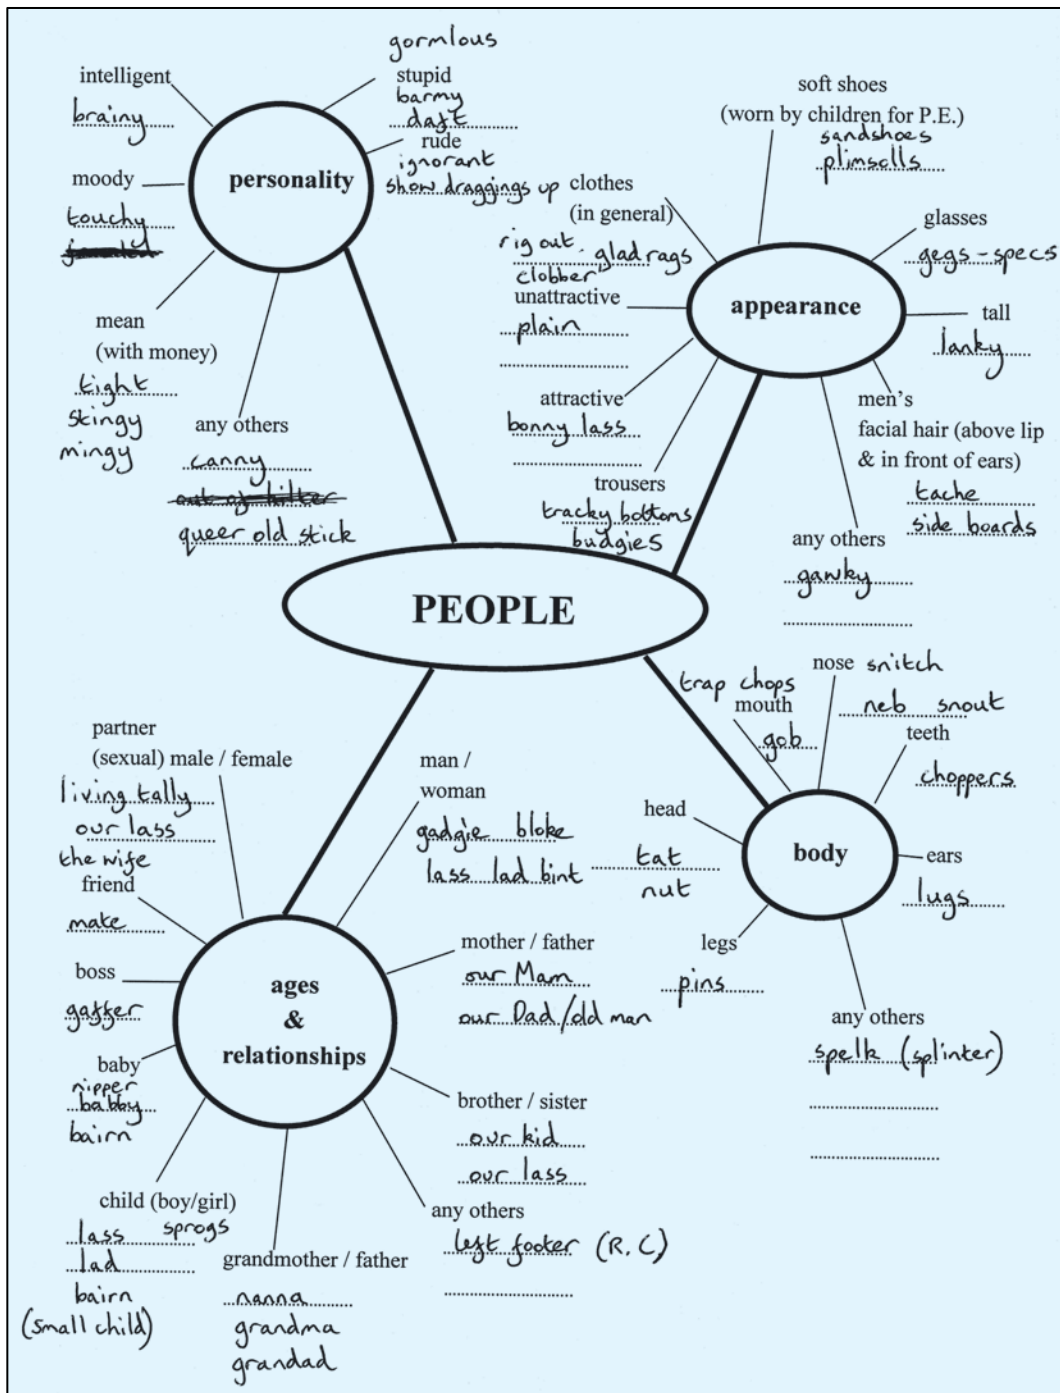 gormlous
intelligent
brainy
stupid
barmy
daft
rude
ignorant
show draggings up
moody
touchy
personality
mean
(with money)
tight
stingy
mingy
any others
canny
out of kilter
queer old stick
soft shoes
(worn by children for P.E.)
sandshoes
plimsolls
clothes
(in general)
rig out - glad rags
clobber
glasses
gegs - specs
unattractive
plain
appearance
tall
lanky
attractive
bonny lass
men's
facial hair (above lip
& in front of ears)
tache
side boards
trousers
tracky bottoms
budgies
any others
gawky
PEOPLE
partner
(sexual) male / female
living tally
our lass
the wife
man /
woman
gadgie bloke
lass lad bint
friend
mate
boss
gaffer
ages
&
relationships
mother / father
our Mam
our Dad/old man
baby
nipper
babby
bairn
brother / sister
our kid
our lass
child (boy/girl)
lass sprogs
lad
bairn
(small child)
grandmother / father
nanna
grandma
grandad
any others
left footer (R.C)
trap chops
mouth
gob
nose snitch
neb snout
teeth
choppers
head
tat
nut
body
ears
lugs
legs
pins
any others
spelk (splinter)